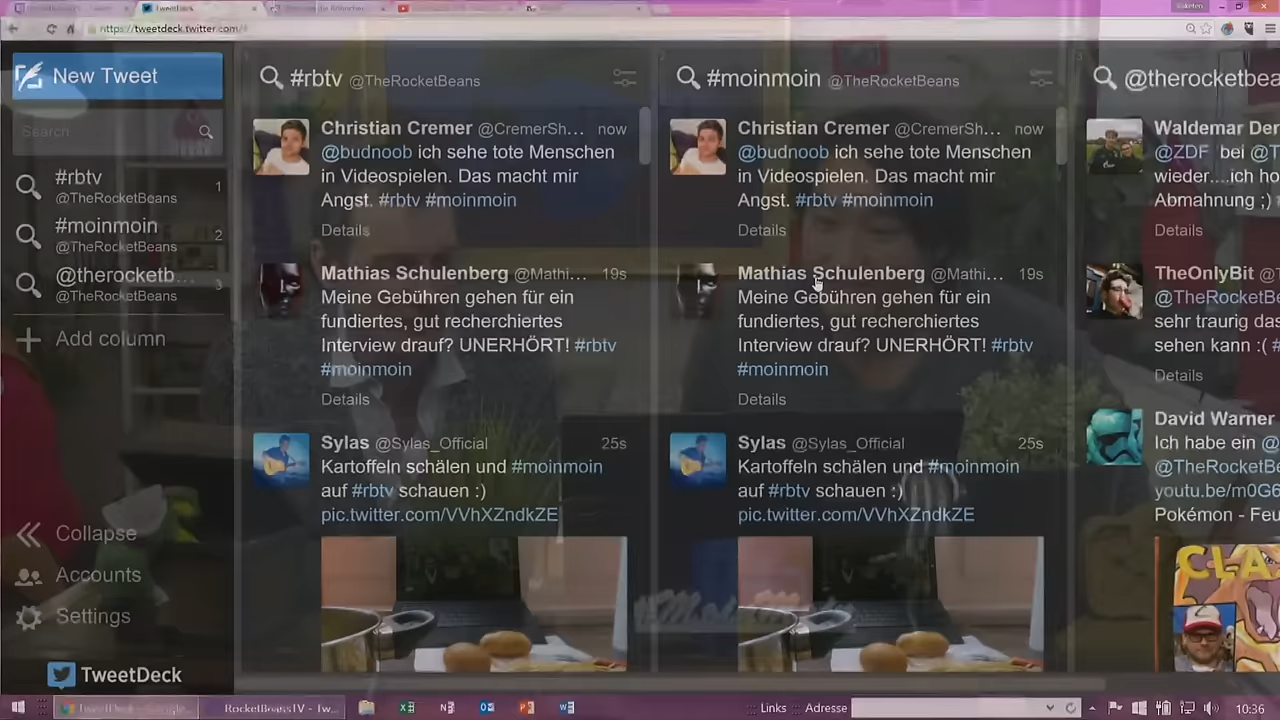 TweetDeck
https://tweetdeck.twitter.com/#
New Tweet
Search
#rbtv
@TheRocketBeans
1
#moinmoin
@TheRocketBeans
2
@therocketb...
@TheRocketBeans
3
Add column
Collapse
Accounts
Settings
TweetDeck
#rbtv @TheRocketBeans
Christian Cremer @CremerSh... now
@budnoob ich sehe tote Menschen
in Videospielen. Das macht mir
Angst. #rbtv #moinmoin
Details
Mathias Schulenberg @Mathi... 19s
Meine Gebühren gehen für ein
fundiertes, gut recherchiertes
Interview drauf? UNERHÖRT! #rbtv
#moinmoin
Details
Sylas @Sylas_Official 25s
Kartoffeln schälen und #moinmoin
auf #rbtv schauen :)
pic.twitter.com/VVhXZndkZE
#moinmoin @TheRocketBeans
Christian Cremer @CremerSh... now
@budnoob ich sehe tote Menschen
in Videospielen. Das macht mir
Angst. #rbtv #moinmoin
Details
Mathias Schulenberg @Mathi... 19s
Meine Gebühren gehen für ein
fundiertes, gut recherchiertes
Interview drauf? UNERHÖRT! #rbtv
#moinmoin
Details
Sylas @Sylas_Official 25s
Kartoffeln schälen und #moinmoin
auf #rbtv schauen :)
pic.twitter.com/VVhXZndkZE
@therocketbea
Waldemar Der
@ZDF bei @T
wieder....ich ho
Abmahnung ;)
Details
TheOnlyBit @T
@TheRocketBe
sehr traurig das
sehen kann :( #
Details
David Warner
Ich habe ein @
@TheRocketBe
youtu.be/m0G6
Pokémon - Feu
CLA
TweetDeck - Google...
RocketBeansTV - Tw...
Links
Adresse
10:36